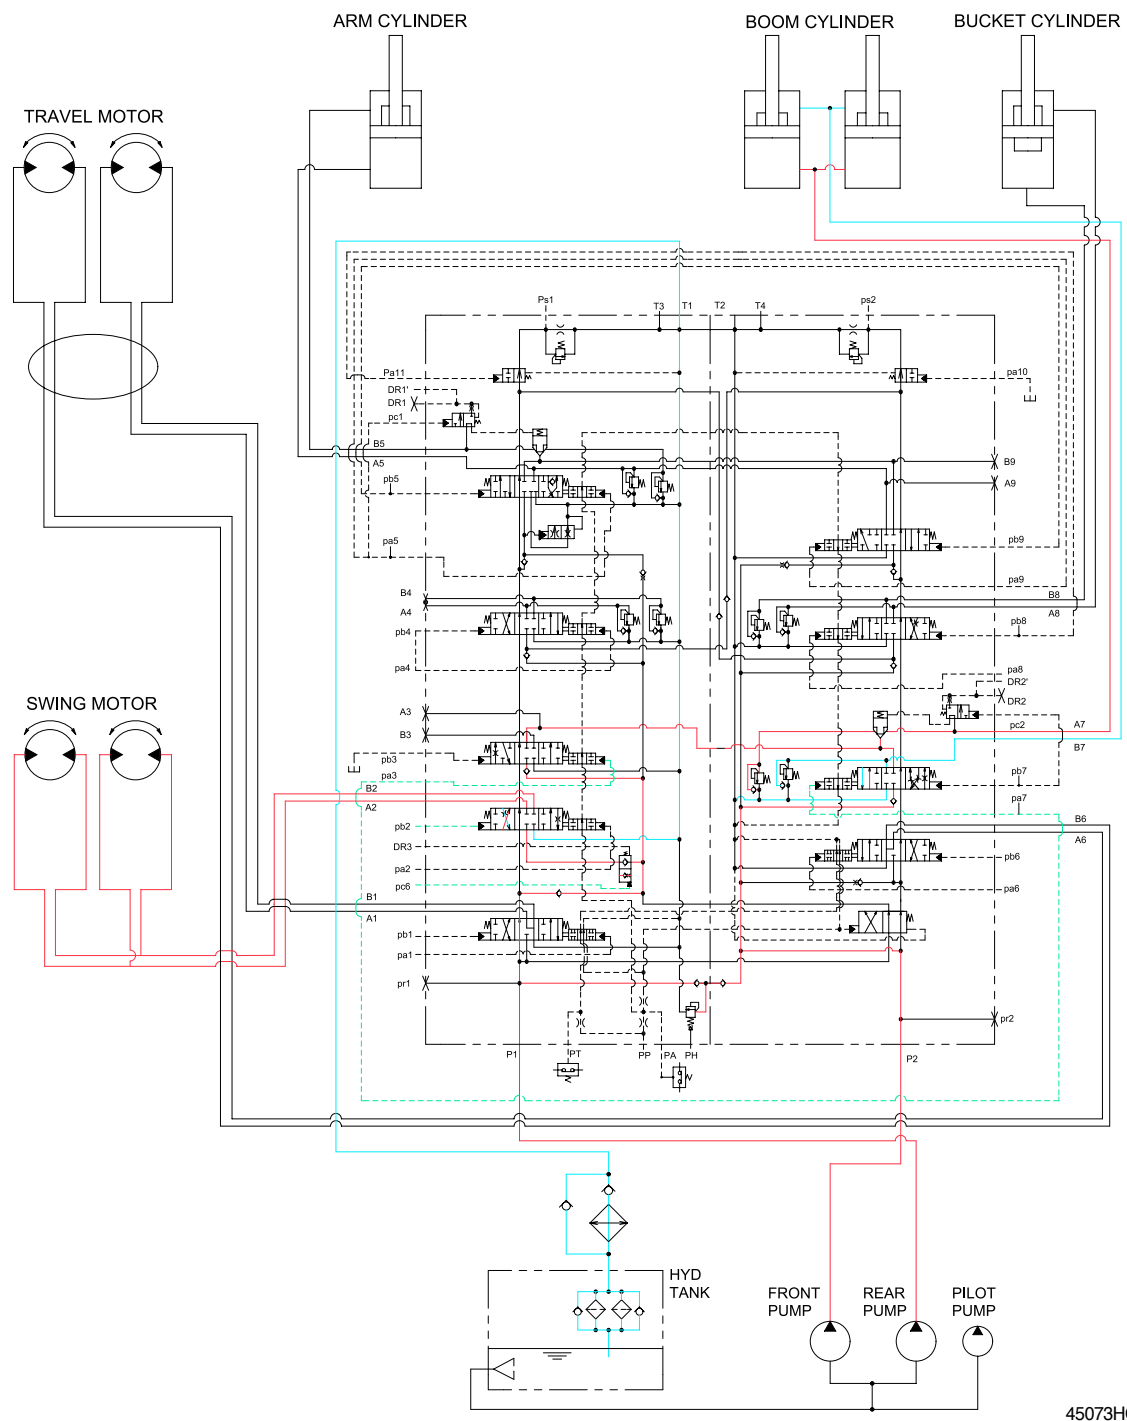 ARM CYLINDER
BOOM CYLINDER
BUCKET CYLINDER
TRAVEL MOTOR
Ps1
T3
T1
T2
T4
ps2
Pa11
pa10
DR1'
DR1
pc1
B5
A5
B9
A9
pb5
pa5
pb9
pa9
B4
A4
B8
A8
pb4
pb8
pa4
pa8
DR2'
DR2
SWING MOTOR
A3
B3
pc2
A7
B7
pb3
pa3
pb7
pa7
B2
A2
pb2
B6
A6
DR3
pb6
pa2
pc6
pa6
B1
A1
pb1
pa1
pr1
pr2
P1
PT
PP
PA
PH
P2
HYD
TANK
FRONT
PUMP
REAR
PUMP
PILOT
PUMP